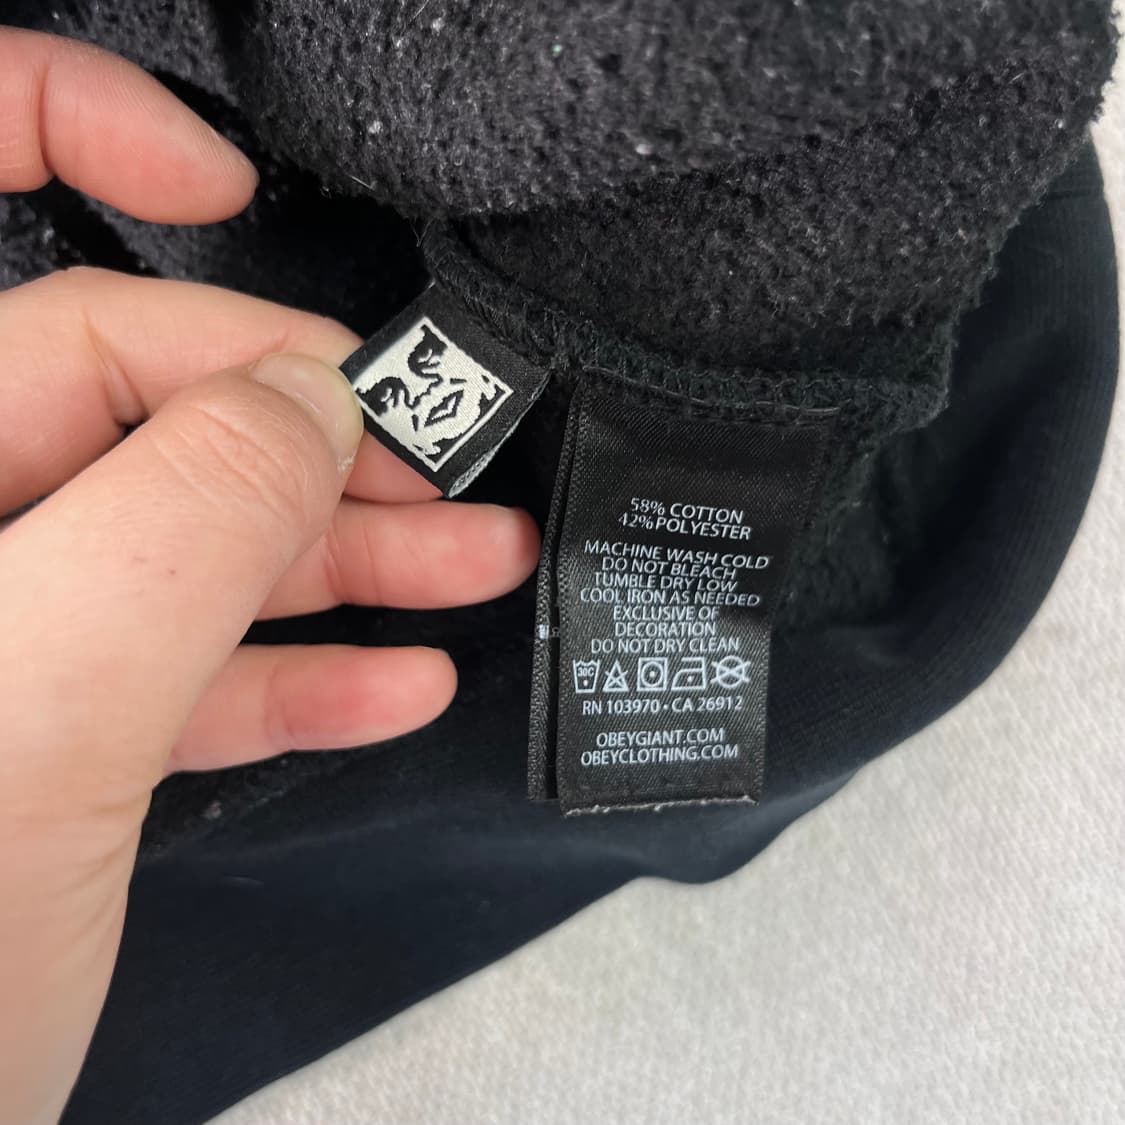 58% COTTON
42% POLYESTER
MACHINE WASH COLD
DO NOT BLEACH
TUMBLE DRY LOW
COOL IRON AS NEEDED
EXCLUSIVE OF
DECORATION
DO NOT DRY CLEAN
30C
RN 103970 • CA 26912
OBEYGIANT.COM
OBEYCLOTHING.COM